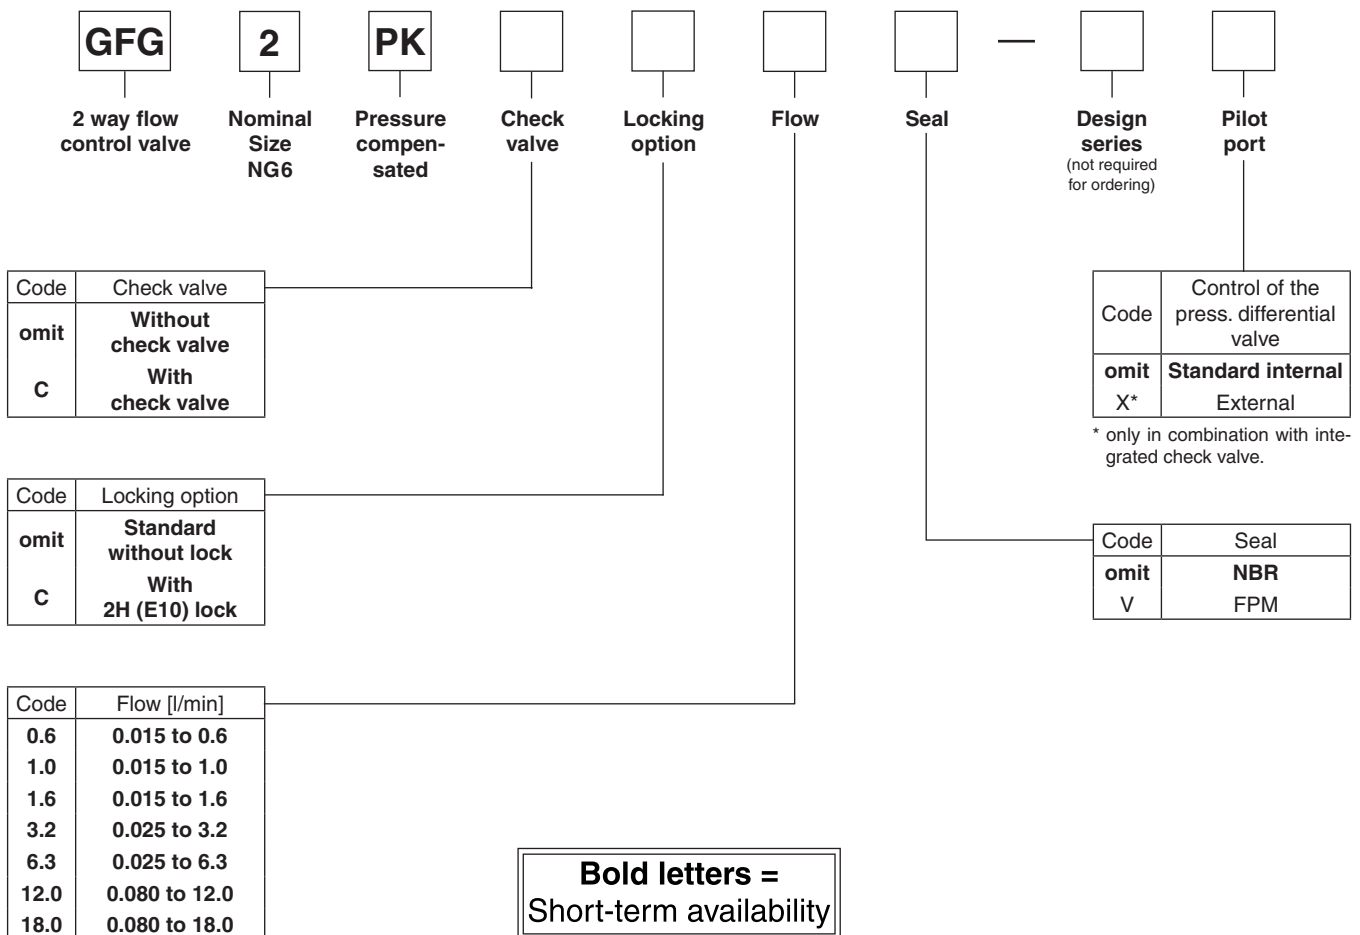 GFG 2 PK —
2 way flow
control valve
Nominal
Size
NG6
Pressure
compen-
sated
Check
valve
Locking
option
Flow
Seal
Design
series
(not required
for ordering)
Pilot
port
Code Check valve
omit Without
check valve
C With
check valve
Code Control of the
press. differential
valve
omit Standard internal
X* External
* only in combination with inte-
grated check valve.
Code Locking option
omit Standard
without lock
C With
2H (E10) lock
Code Seal
omit NBR
V FPM
Code Flow [l/min]
0.6 0.015 to 0.6
1.0 0.015 to 1.0
1.6 0.015 to 1.6
3.2 0.025 to 3.2
6.3 0.025 to 6.3
12.0 0.080 to 12.0
18.0 0.080 to 18.0
Bold letters =
Short-term availability